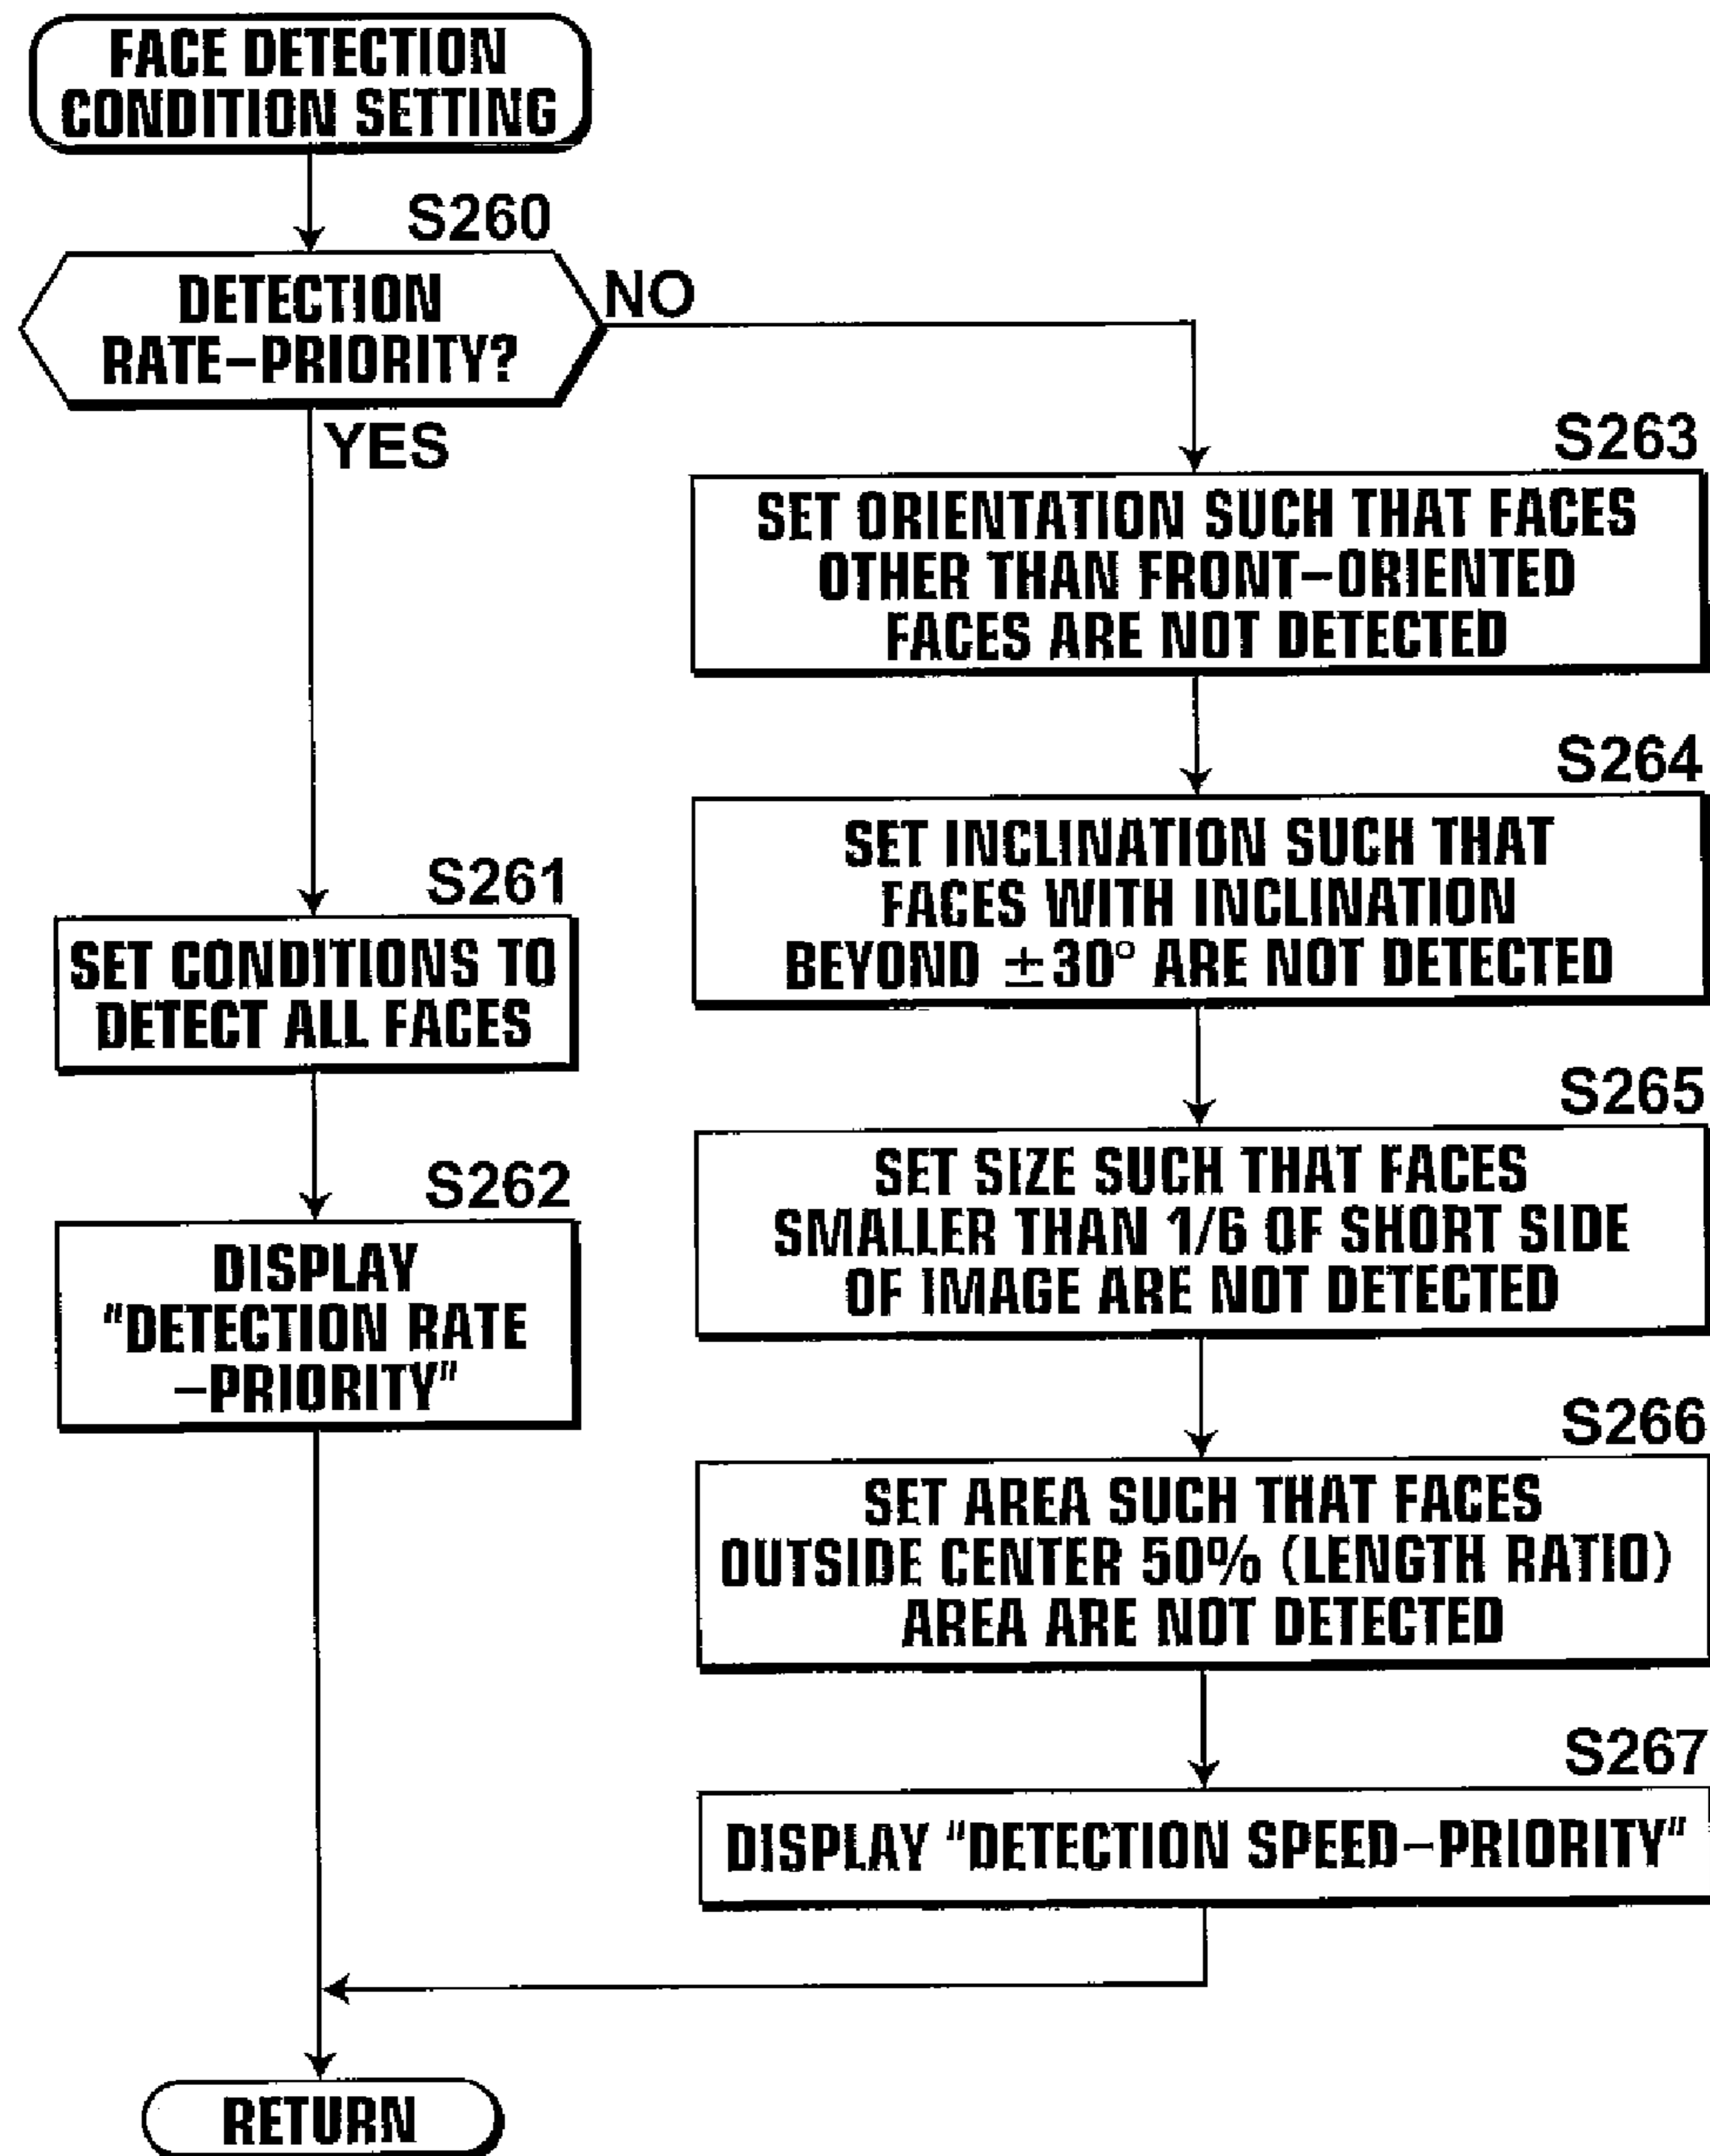 FACE DETECTION
CONDITION SETTING
S260
DETECTION
RATE–PRIORITY?
NO
YES
S263
SET ORIENTATION SUCH THAT FACES
OTHER THAN FRONT–ORIENTED
FACES ARE NOT DETECTED
S264
SET INCLINATION SUCH THAT
FACES WITH INCLINATION
BEYOND ±30° ARE NOT DETECTED
S261
SET CONDITIONS TO
DETECT ALL FACES
S265
SET SIZE SUCH THAT FACES
SMALLER THAN 1/6 OF SHORT SIDE
OF IMAGE ARE NOT DETECTED
S262
DISPLAY
"DETECTION RATE
–PRIORITY"
S266
SET AREA SUCH THAT FACES
OUTSIDE CENTER 50% (LENGTH RATIO)
AREA ARE NOT DETECTED
S267
DISPLAY "DETECTION SPEED–PRIORITY"
RETURN